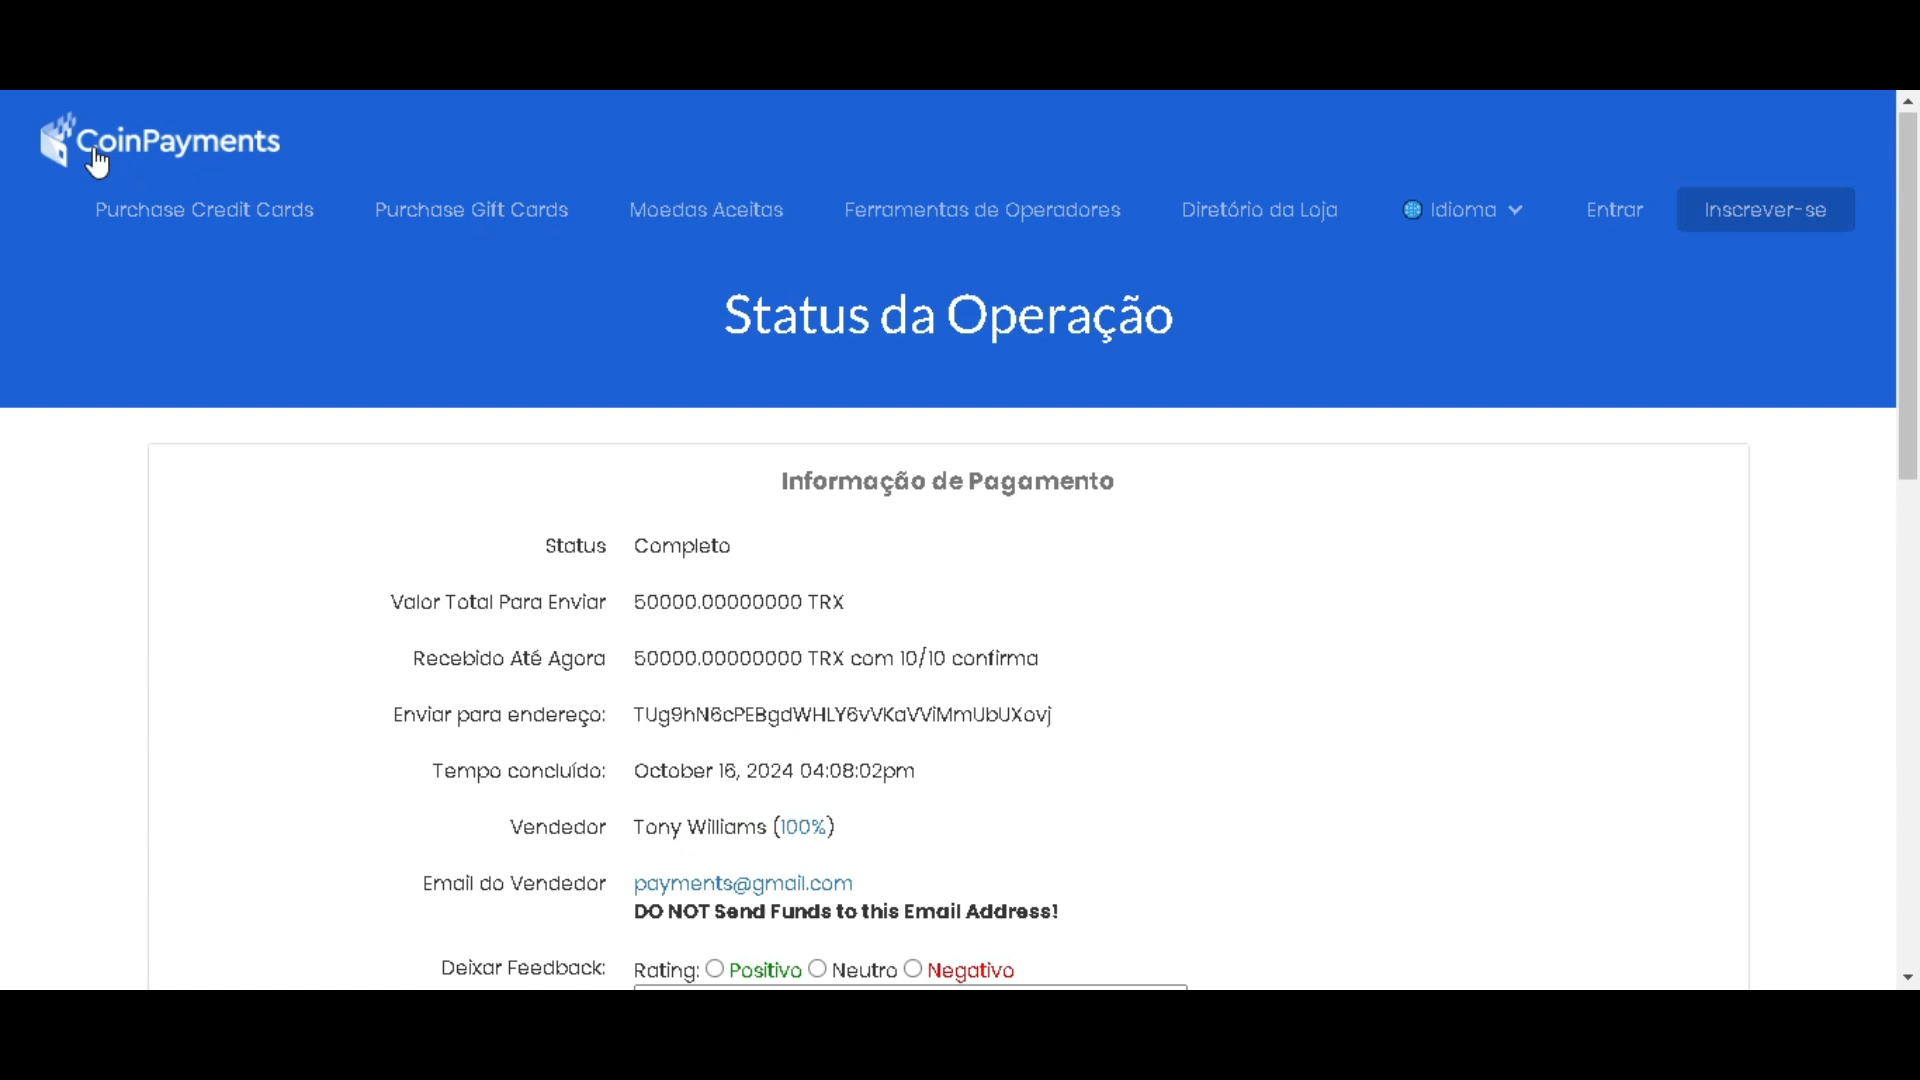 CoinPayments
Purchase Credit Cards Purchase Gift Cards Moedas Aceitas Ferramentas de Operadores Diretório da Loja Idioma Entrar Inscrever-se
Status da Operação
Informação de Pagamento
Status Completo
Valor Total Para Enviar 50000.00000000 TRX
Recebido Até Agora 50000.00000000 TRX com 10/10 confirma
Enviar para endereço: TUg9hN6cPEBgdWHLY6vVKaVViMmUbUXovj
Tempo concluído: October 16, 2024 04:08:02pm
Vendedor Tony Williams (100%)
Email do Vendedor payments@gmail.com
DO NOT Send Funds to this Email Address!
Deixar Feedback: Rating: Positivo Neutro Negativo